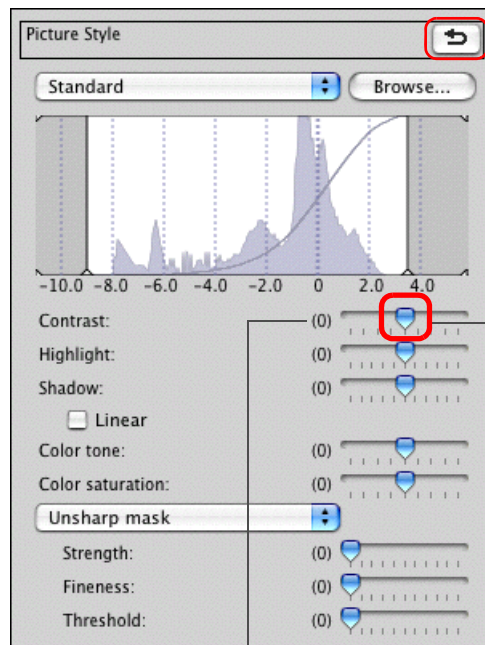 Picture Style
Standard Browse...
-10.0 -8.0 -6.0 -4.0 -2.0 0 2.0 4.0
Contrast: (0)
Highlight: (0)
Shadow: (0)
Linear
Color tone: (0)
Color saturation: (0)
Unsharp mask
Strength: (0)
Fineness: (0)
Threshold: (0)